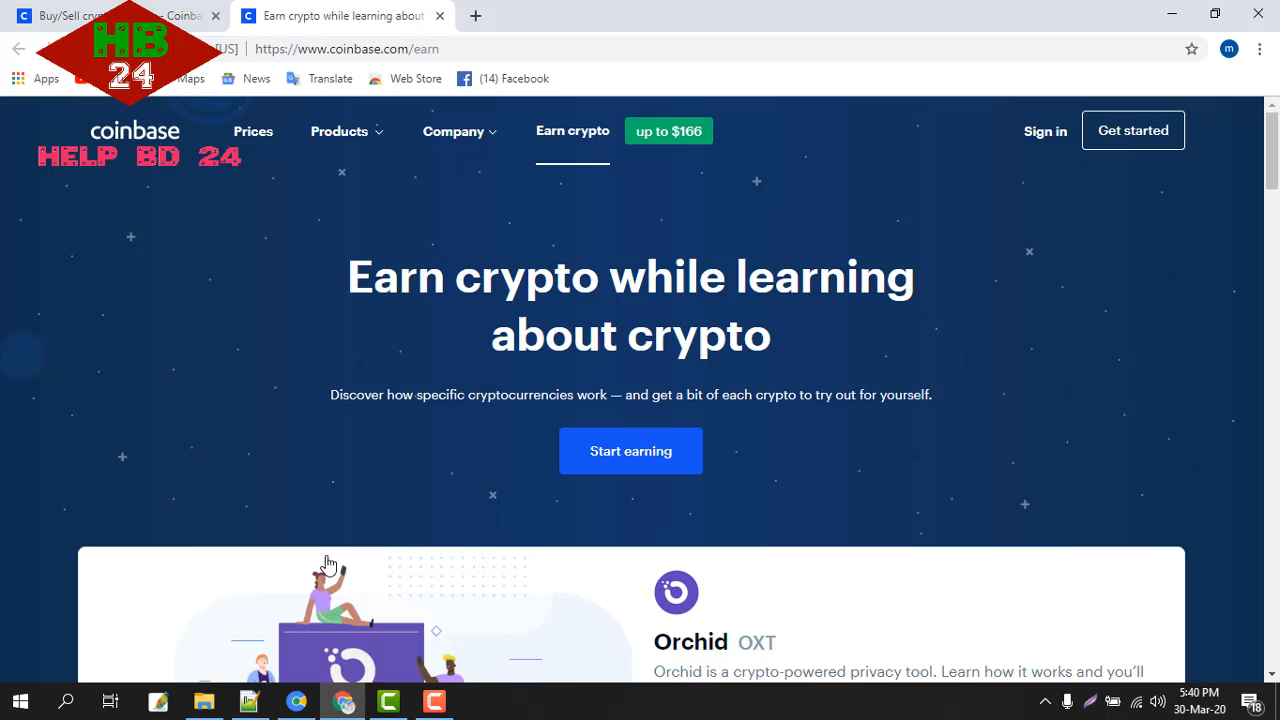 Buy/Sell cry
- Coinba
Earn crypto while learning about
[US]
https://www.coinbase.com/earn
m
Apps
Maps
News
Translate
Web Store
(14) Facebook
HB
24
HELP BD 24
coinbase
Prices
Products
Company
Earn crypto
up to $166
Sign in
Get started
Earn crypto while learning
about crypto
Discover how specific cryptocurrencies work — and get a bit of each crypto to try out for yourself.
Start earning
Orchid OXT
Orchid is a crypto-powered privacy tool. Learn how it works and you'll
5:40 PM
30-Mar-20
18